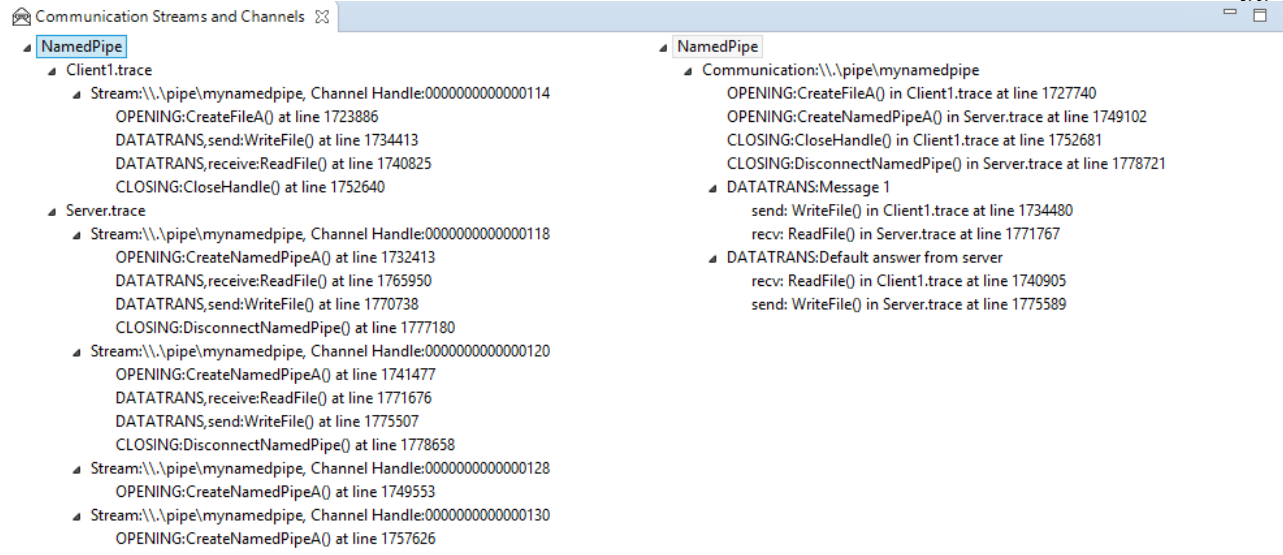 Communication Streams and Channels
NamedPipe
Client1.trace
Stream:\\.\pipe\mynamedpipe, Channel Handle:0000000000000114
OPENING:CreateFileA() at line 1723886
DATATRANS,send:WriteFile() at line 1734413
DATATRANS,receive:ReadFile() at line 1740825
CLOSING:CloseHandle() at line 1752640
Server.trace
Stream:\\.\pipe\mynamedpipe, Channel Handle:0000000000000118
OPENING:CreateNamedPipeA() at line 1732413
DATATRANS,receive:ReadFile() at line 1765950
DATATRANS,send:WriteFile() at line 1770738
CLOSING:DisconnectNamedPipe() at line 1777180
Stream:\\.\pipe\mynamedpipe, Channel Handle:0000000000000120
OPENING:CreateNamedPipeA() at line 1741477
DATATRANS,receive:ReadFile() at line 1771676
DATATRANS,send:WriteFile() at line 1775507
CLOSING:DisconnectNamedPipe() at line 1778658
Stream:\\.\pipe\mynamedpipe, Channel Handle:0000000000000128
OPENING:CreateNamedPipeA() at line 1749553
Stream:\\.\pipe\mynamedpipe, Channel Handle:0000000000000130
OPENING:CreateNamedPipeA() at line 1757626
NamedPipe
Communication:\\.\pipe\mynamedpipe
OPENING:CreateFileA() in Client1.trace at line 1727740
OPENING:CreateNamedPipeA() in Server.trace at line 1749102
CLOSING:CloseHandle() in Client1.trace at line 1752681
CLOSING:DisconnectNamedPipe() in Server.trace at line 1778721
DATATRANS:Message 1
send: WriteFile() in Client1.trace at line 1734480
recv: ReadFile() in Server.trace at line 1771767
DATATRANS:Default answer from server
recv: ReadFile() in Client1.trace at line 1740905
send: WriteFile() in Server.trace at line 1775589